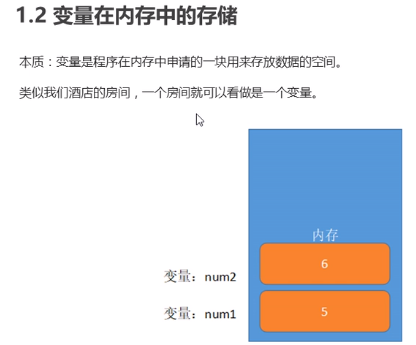 1.2 变量在内存中的存储
本质：变量是程序在内存中申请的一块用来存放数据的空间。
类似我们酒店的房间，一个房间就可以看做是一个变量。
内存
变量：num2 6
变量：num1 5